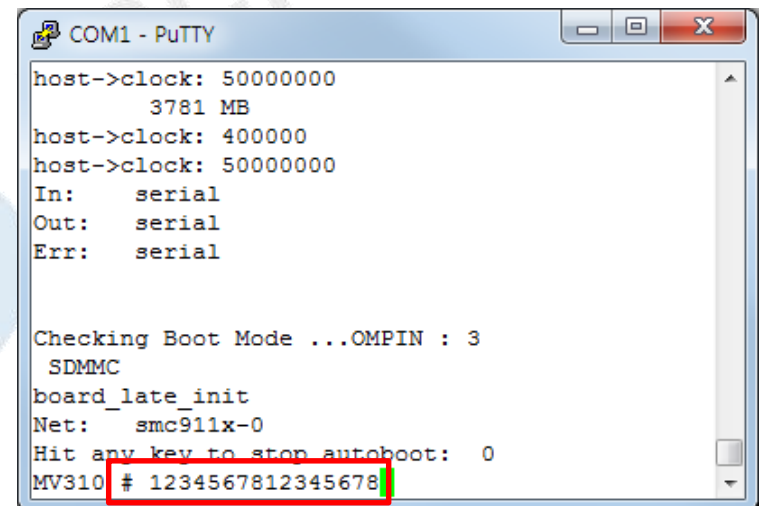 COM1 - PuTTY
host->clock: 50000000
3781 MB
host->clock: 400000
host->clock: 50000000
In: serial
Out: serial
Err: serial
Checking Boot Mode ...OMPIN : 3
SDMMC
board_late_init
Net: smc911x-0
Hit any key to stop autoboot: 0
MV310 # 1234567812345678